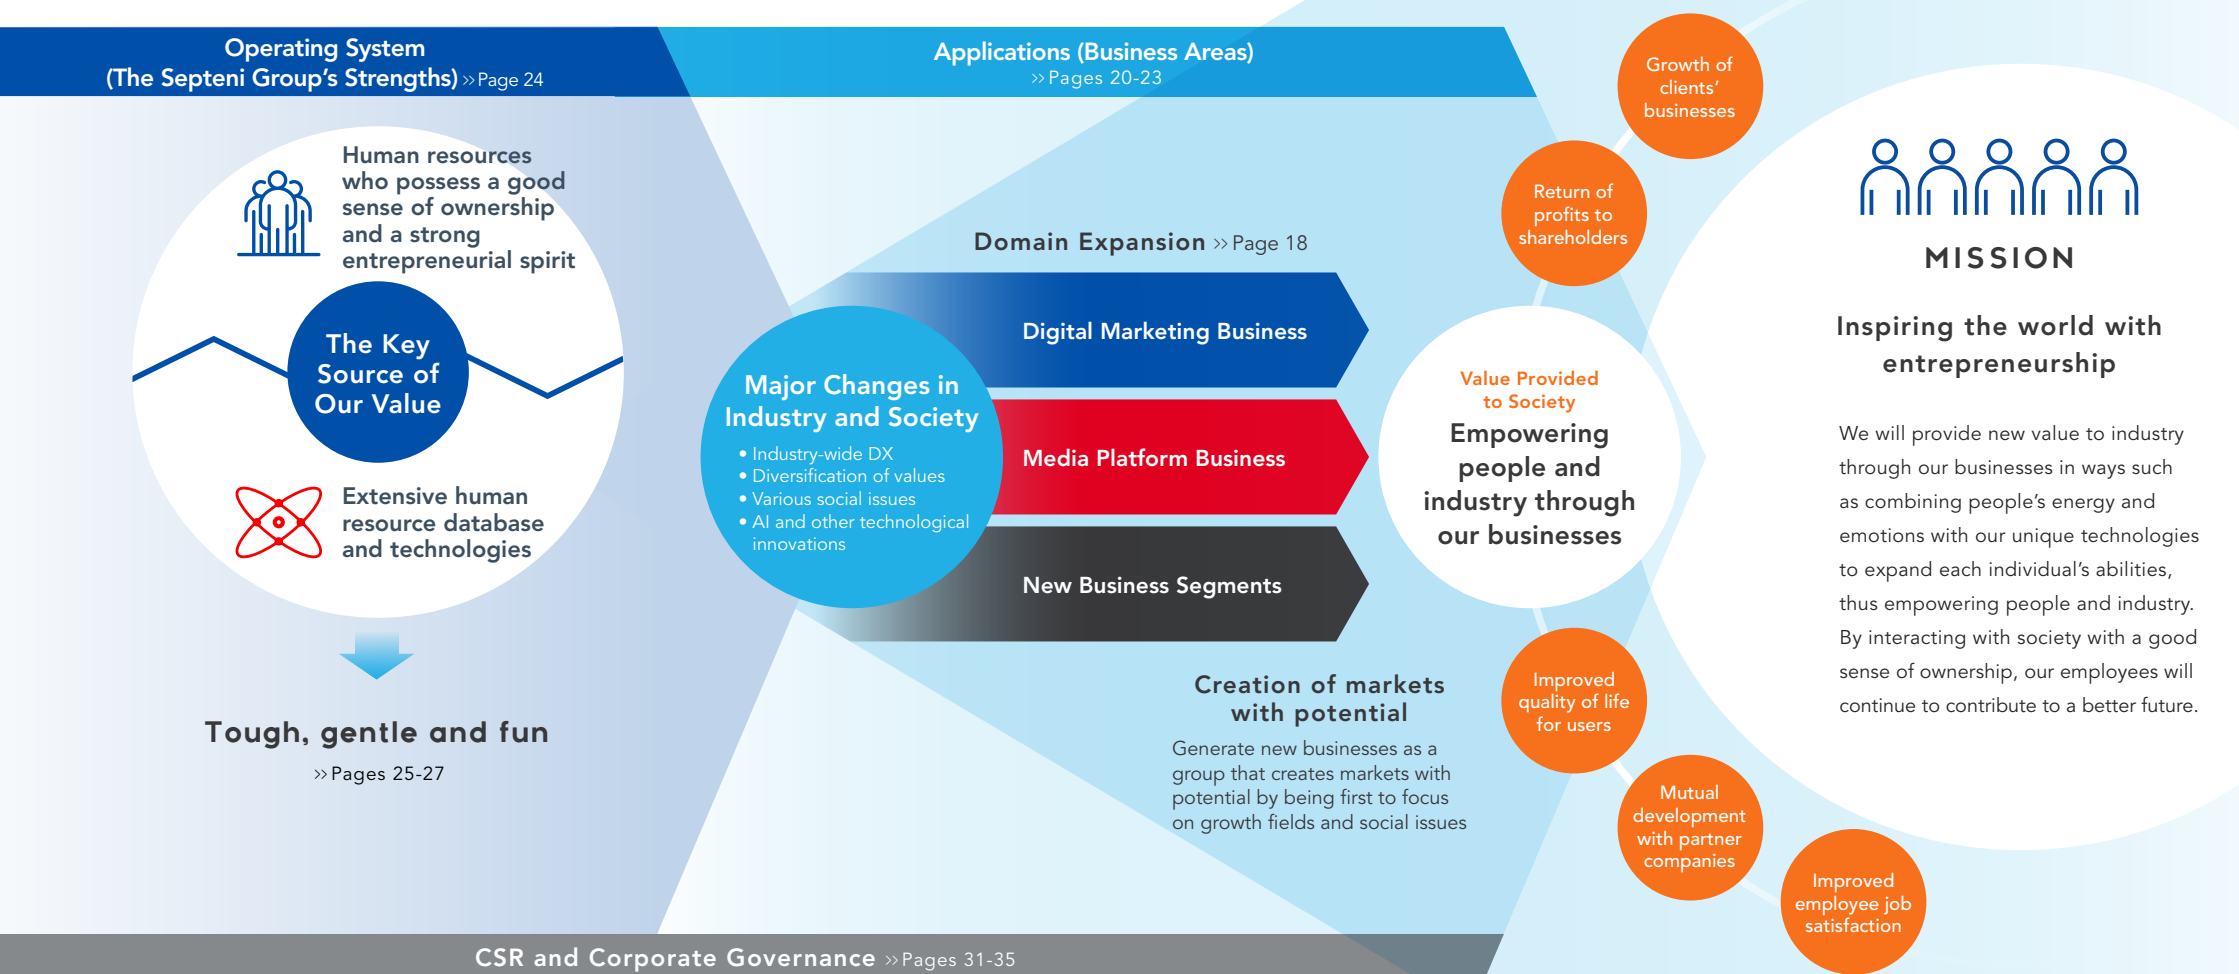 Operating System
(The Septeni Group's Strengths) >> Page 24
Human resources
who possess a good
sense of ownership
and a strong
entrepreneurial spirit
The Key
Source of
Our Value
Extensive human
resource database
and technologies
Tough, gentle and fun
>> Pages 25-27
Applications (Business Areas)
>> Pages 20-23
Domain Expansion >> Page 18
Major Changes in
Industry and Society
• Industry-wide DX
• Diversification of values
• Various social issues
• AI and other technological
innovations
Digital Marketing Business
Media Platform Business
New Business Segments
Creation of markets
with potential
Generate new businesses as a
group that creates markets with
potential by being first to focus
on growth fields and social issues
Growth of
clients'
businesses
Return of
profits to
shareholders
Value Provided
to Society
Empowering
people and
industry through
our businesses
Improved
quality of life
for users
Mutual
development
with partner
companies
Improved
employee job
satisfaction
MISSION
Inspiring the world with
entrepreneurship
We will provide new value to industry
through our businesses in ways such
as combining people's energy and
emotions with our unique technologies
to expand each individual's abilities,
thus empowering people and industry.
By interacting with society with a good
sense of ownership, our employees will
continue to contribute to a better future.
CSR and Corporate Governance >> Pages 31-35